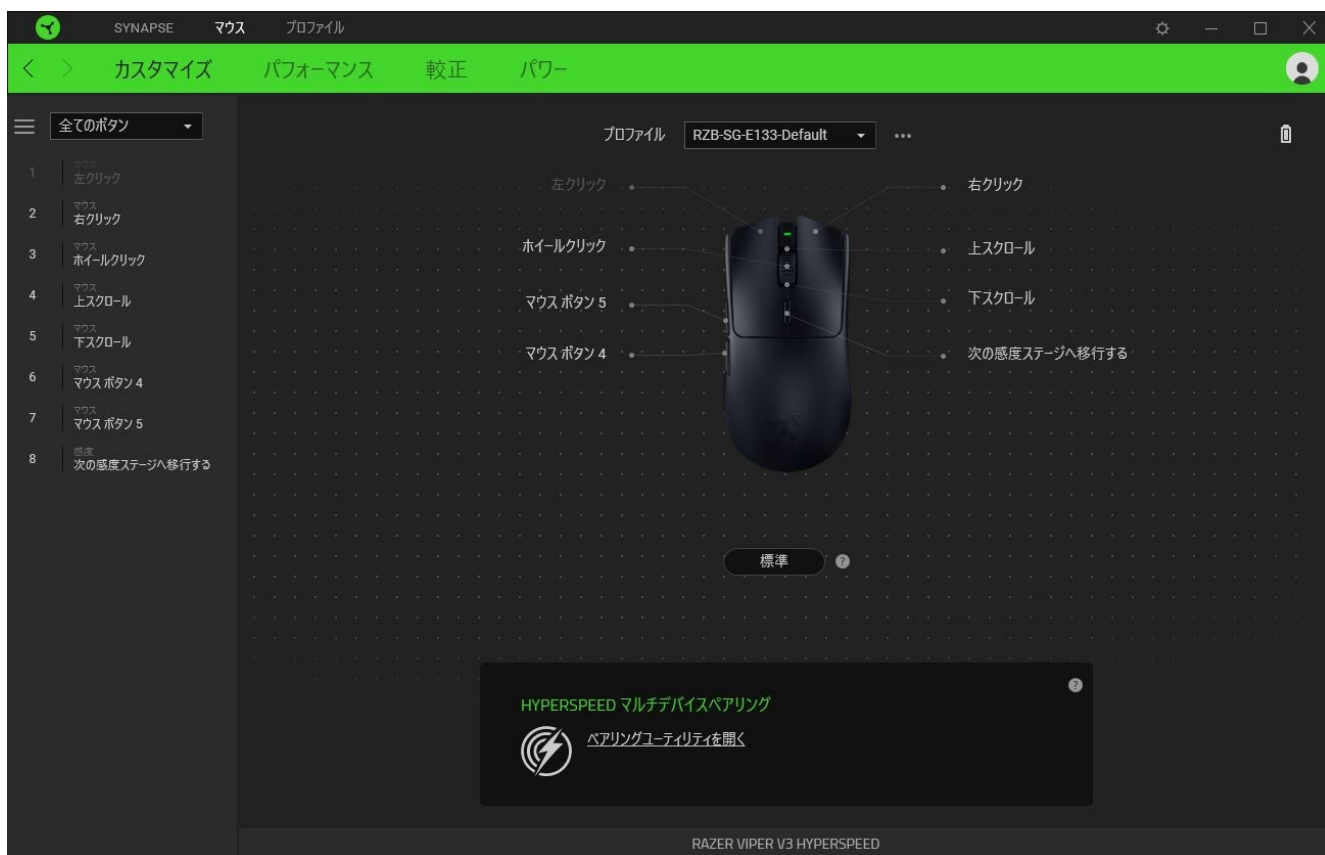 SYNAPSE マウス プロファイル
カスタマイズ パフォーマンス 較正 パワー
全てのボタン
プロファイル RZB-SG-E133-Default
1 マウス
左クリック
2 マウス
右クリック
3 マウス
ホイールクリック
4 マウス
上スクロール
5 マウス
下スクロール
6 マウス
マウス ボタン 4
7 マウス
マウス ボタン 5
8 感度
次の感度ステージへ移行する
左クリック
右クリック
ホイールクリック
上スクロール
マウス ボタン 5
下スクロール
マウス ボタン 4
次の感度ステージへ移行する
標準 ?
?
HYPERSPEED マルチデバイスペアリング
ペアリングユーティリティを開く
RAZER VIPER V3 HYPERSPEED